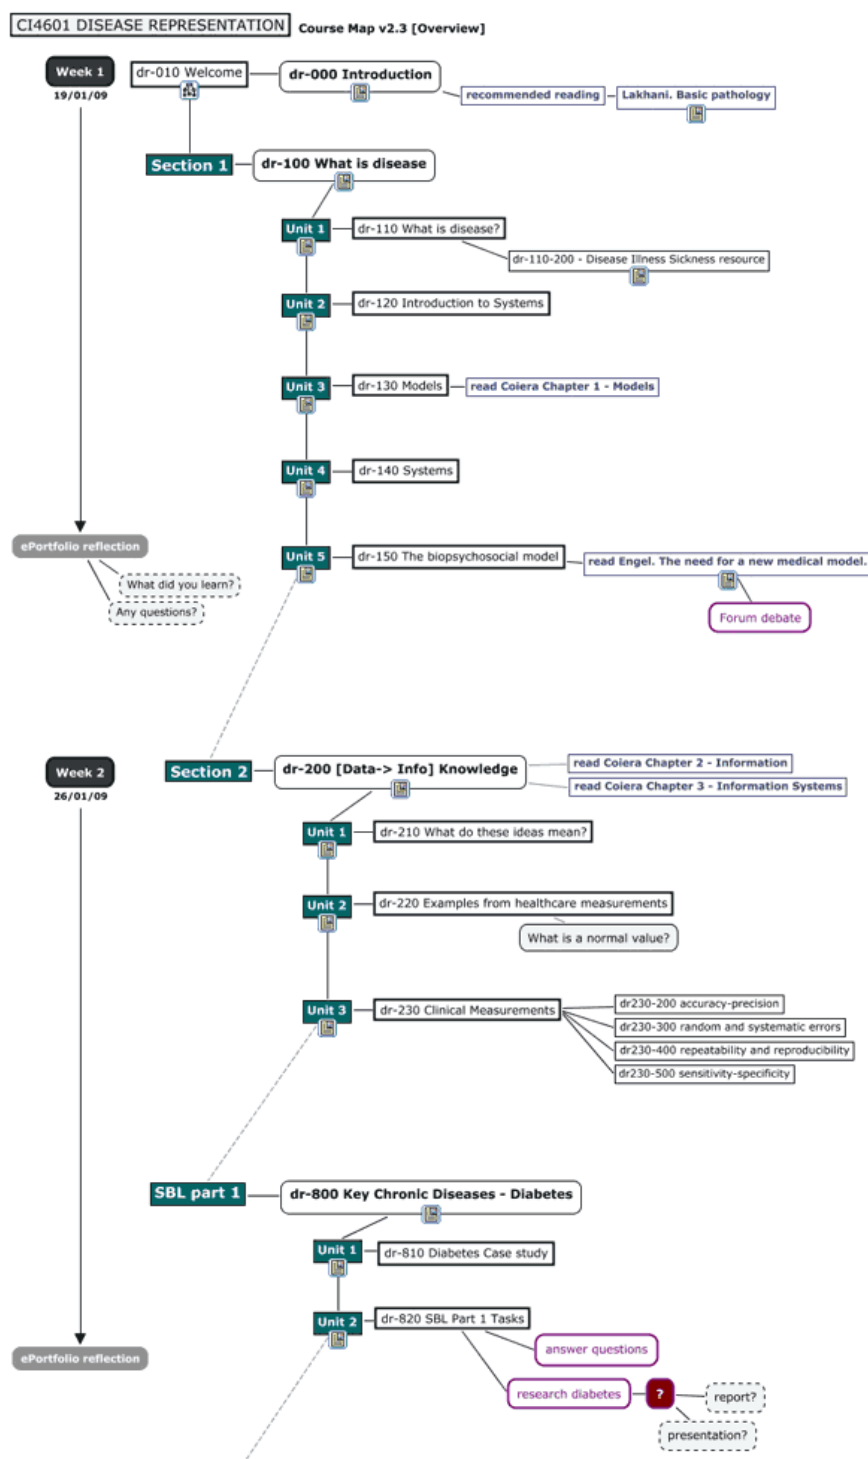 CI4601 DISEASE REPRESENTATION Course Map v2.3 [Overview]
Week 1
19/01/09
dr-010 Welcome
dr-000 Introduction
recommended reading
Lakhani. Basic pathology
Section 1
dr-100 What is disease
Unit 1
dr-110 What is disease?
dr-110-200 - Disease Illness Sickness resource
Unit 2
dr-120 Introduction to Systems
Unit 3
dr-130 Models
read Coiera Chapter 1 - Models
Unit 4
dr-140 Systems
ePortfolio reflection
What did you learn?
Any questions?
Unit 5
dr-150 The biopsychosocial model
read Engel. The need for a new medical model.
Forum debate
Week 2
26/01/09
Section 2
dr-200 [Data-> Info] Knowledge
read Coiera Chapter 2 - Information
read Coiera Chapter 3 - Information Systems
Unit 1
dr-210 What do these ideas mean?
Unit 2
dr-220 Examples from healthcare measurements
What is a normal value?
Unit 3
dr-230 Clinical Measurements
dr230-200 accuracy-precision
dr230-300 random and systematic errors
dr230-400 repeatability and reproducibility
dr230-500 sensitivity-specificity
SBL part 1
dr-800 Key Chronic Diseases - Diabetes
Unit 1
dr-810 Diabetes Case study
Unit 2
dr-820 SBL Part 1 Tasks
answer questions
ePortfolio reflection
research diabetes
?
report?
presentation?